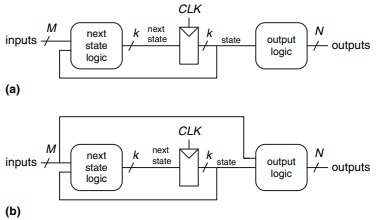 CLK
M
next
k
next
k
N
inputs
state
state
state
output
outputs
logic
logic
(a)
CLK
M
next
k
next
k
N
inputs
state
state
state
output
outputs
logic
logic
(b)